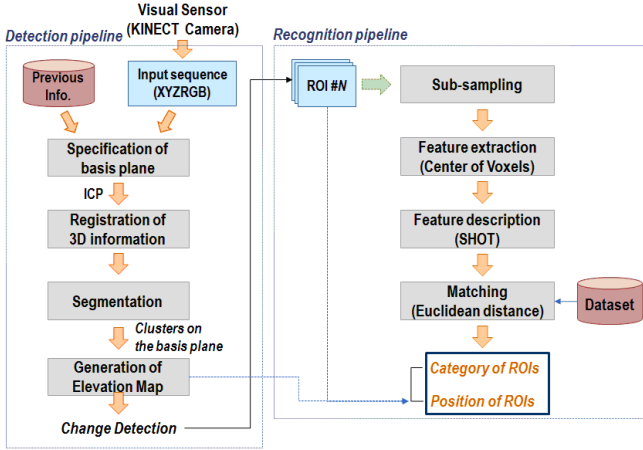 Visual Sensor
(KINECT Camera)
Detection pipeline
Previous
Info.
Input sequence
(XYZRGB)
Specification of
basis plane
ICP
Registration of
3D information
Segmentation
Clusters on
the basis plane
Generation of
Elevation Map
Change Detection
Recognition pipeline
ROI #N
Sub-sampling
Feature extraction
(Center of Voxels)
Feature description
(SHOT)
Matching
(Euclidean distance)
Dataset
Category of ROIs
Position of ROIs